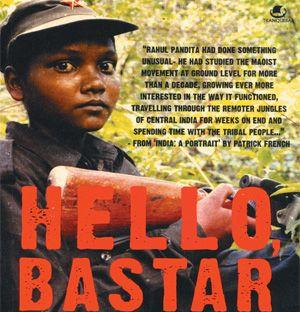 TRANQUEBAR
"RAHUL PANDITA HAD DONE SOMETHING
UNUSUAL- HE HAD STUDIED THE MAOIST
MOVEMENT AT GROUND LEVEL FOR MORE
THAN A DECADE, GROWING EVER MORE
INTERESTED IN THE WAY IT FUNCTIONED,
TRAVELLING THROUGH THE REMOTER JUNGLES
OF CENTRAL INDIA FOR WEEKS ON END AND
SPENDING TIME WITH THE TRIBAL PEOPLE..."
- FROM 'INDIA: A PORTRAIT' BY PATRICK FRENCH
HELLO,
BASTAR